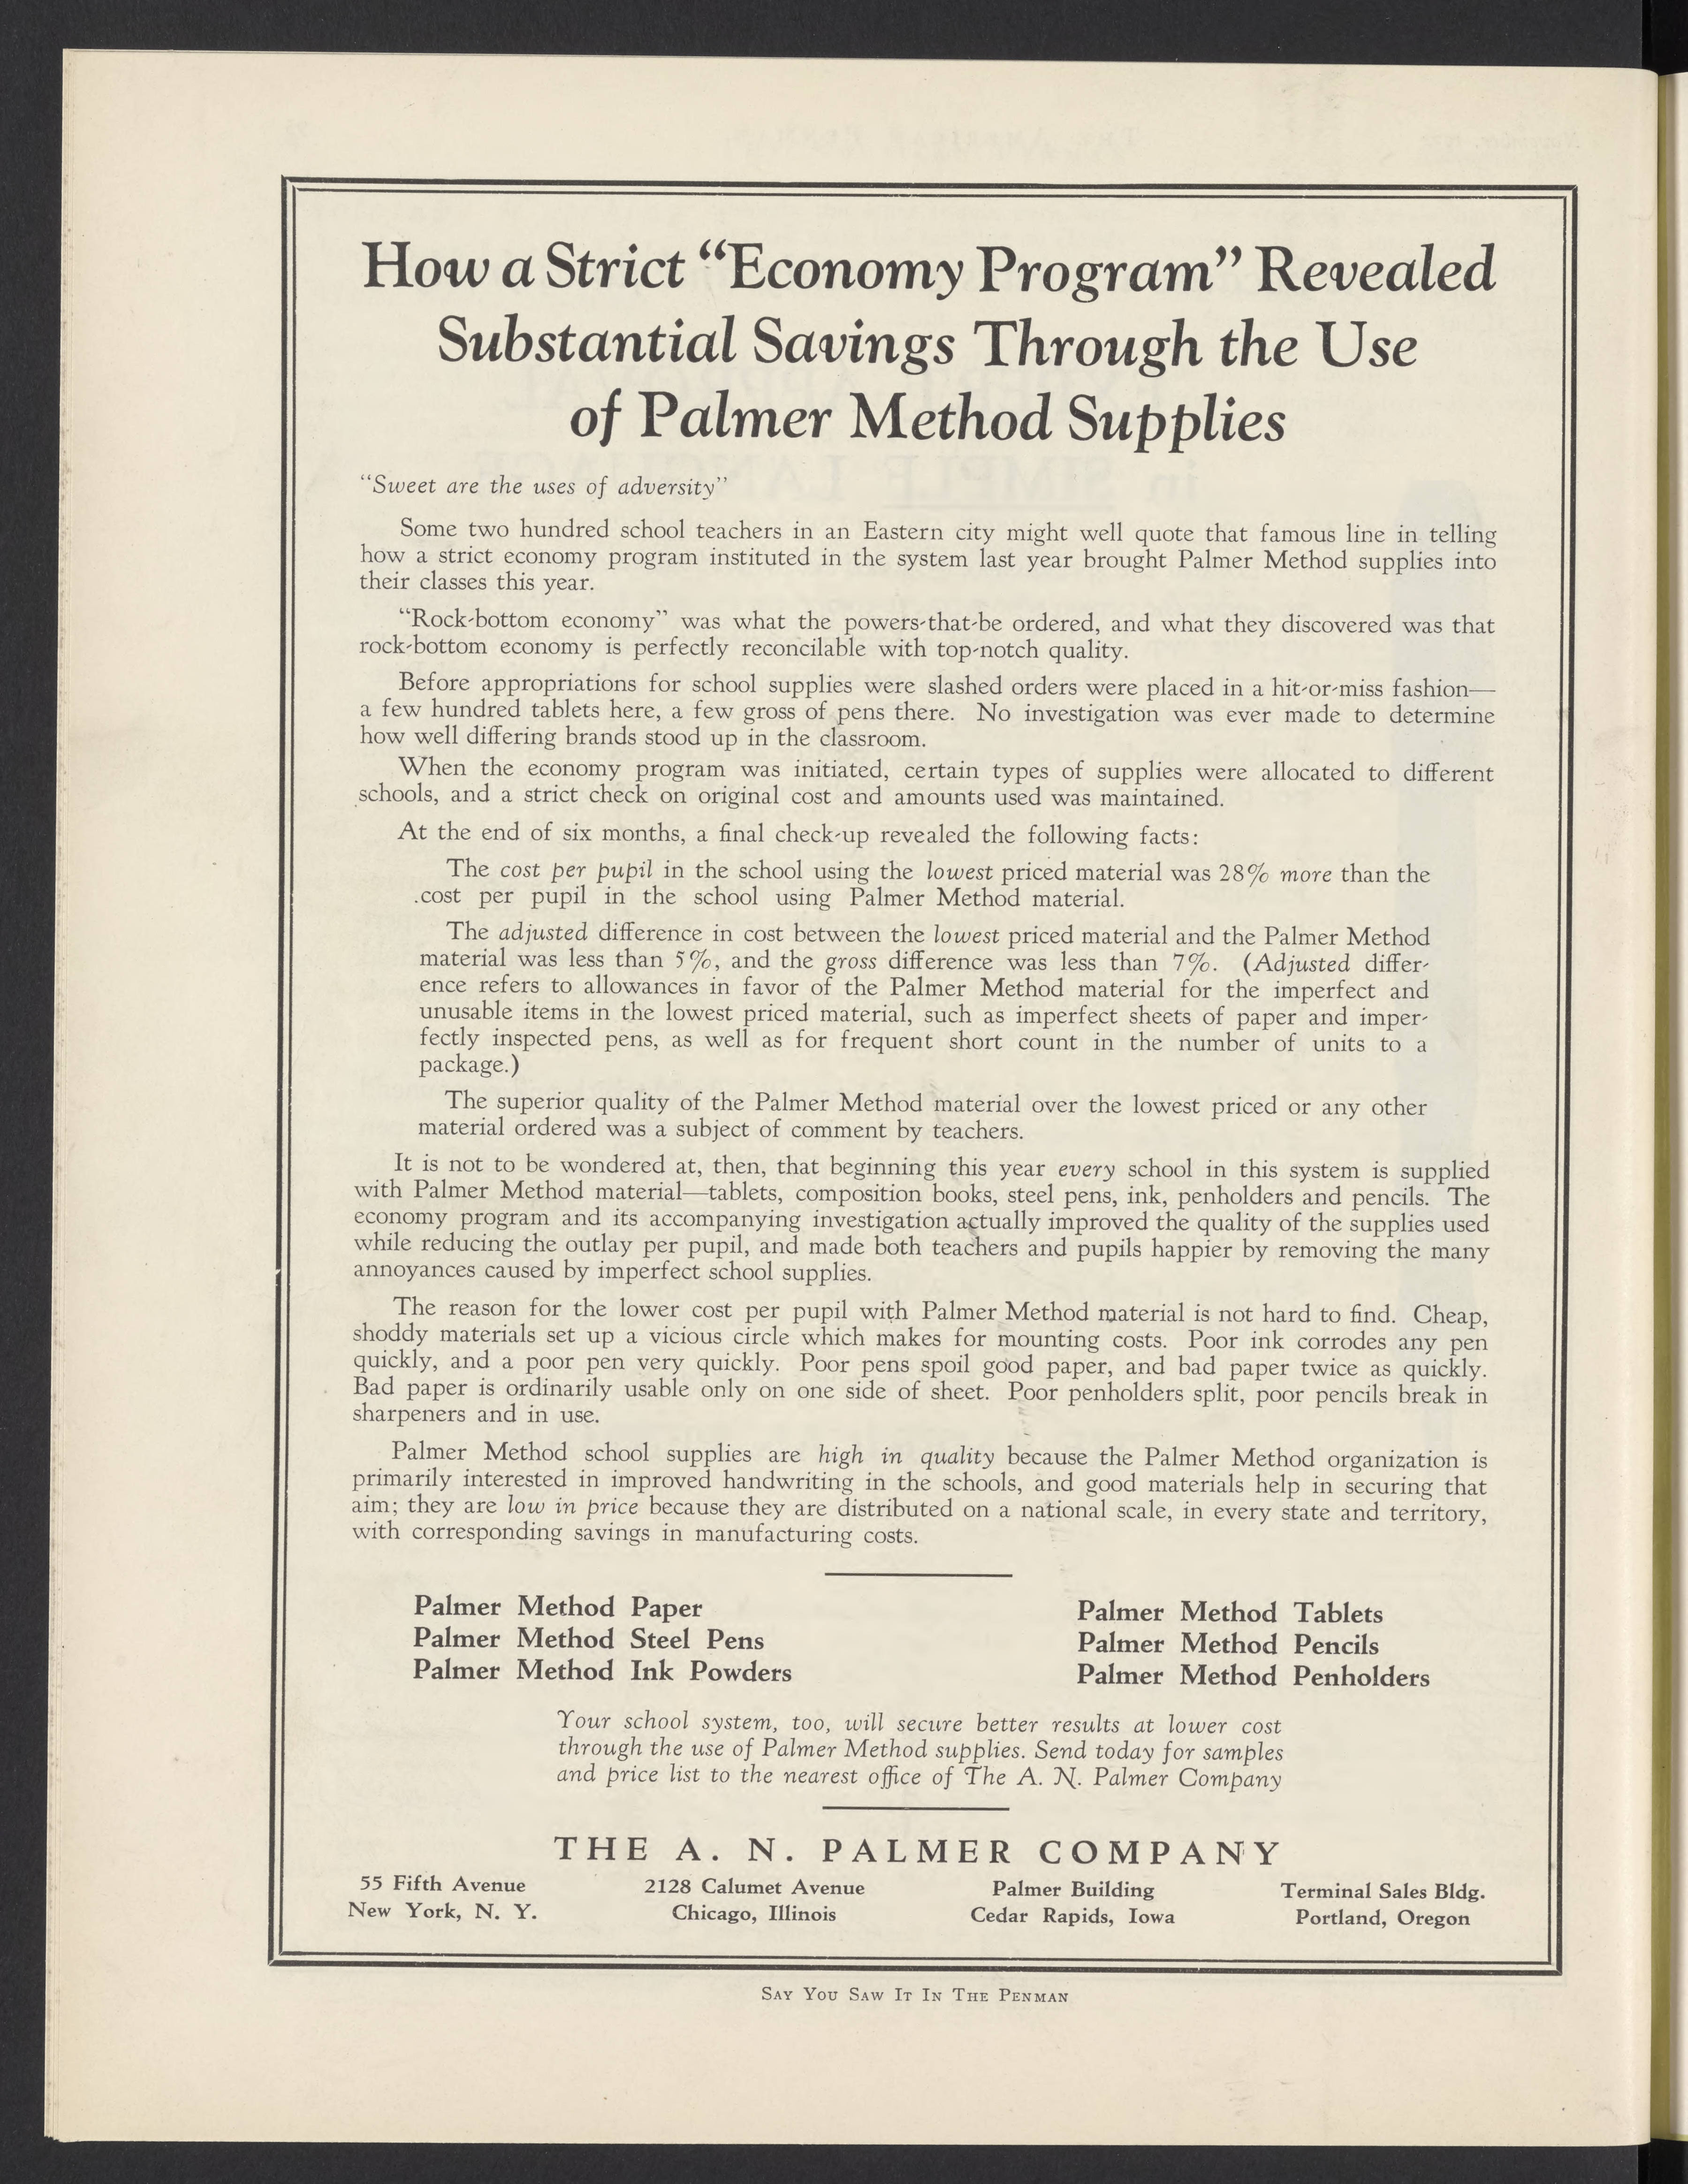 How a Strict “Economy Program” Revealed
Substantial Savings Through the Use
of Palmer Method Supplies
“Sweet are the uses of adversity”
Some two hundred school teachers in an Eastern city might well quote that famous line in telling
how a strict economy program instituted in the system last year brought Palmer Method supplies into
their classes this year.
“Rock-bottom economy” was what the powers-that-be ordered, and what they discovered was that
rock-bottom economy is perfectly reconcilable with top-notch quality.
Before appropriations for school supplies were slashed orders were placed in a hit-or-miss fashion—
a few hundred tablets here, a few gross of pens there. No investigation was ever made to determine
how well differing brands stood up in the classroom.
When the economy program was initiated, certain types of supplies were allocated to different
schools, and a strict check on original cost and amounts used was maintained.
At the end of six months, a final check-up revealed the following facts:
The cost per pupil in the school using the lowest priced material was 28% more than the
cost per pupil in the school using Palmer Method material.
The adjusted difference in cost between the lowest priced material and the Palmer Method
material was less than 5%, and the gross difference was less than 7%. (Adjusted differ-
ence refers to allowances in favor of the Palmer Method material for the imperfect and
unusable items in the lowest priced material, such as imperfect sheets of paper and imper-
fectly inspected pens, as well as for frequent short count in the number of units to a
package.)
The superior quality of the Palmer Method material over the lowest priced or any other
material ordered was a subject of comment by teachers.
It is not to be wondered at, then, that beginning this year every school in this system is supplied
with Palmer Method material—tablets, composition books, steel pens, ink, penholders and pencils. The
economy program and its accompanying investigation actually improved the quality of the supplies used
while reducing the outlay per pupil, and made both teachers and pupils happier by removing the many
annoyances caused by imperfect school supplies.
The reason for the lower cost per pupil with Palmer Method material is not hard to find. Cheap,
shoddy materials set up a vicious circle which makes for mounting costs. Poor ink corrodes any pen
quickly, and a poor pen very quickly. Poor pens spoil good paper, and bad paper twice as quickly.
Bad paper is ordinarily usable only on one side of sheet. Poor penholders split, poor pencils break in
sharpeners and in use.
Palmer Method school supplies are high in quality because the Palmer Method organization is
primarily interested in improved handwriting in the schools, and good materials help in securing that
aim; they are low in price because they are distributed on a national scale, in every state and territory,
with corresponding savings in manufacturing costs.
Palmer Method Paper
Palmer Method Steel Pens
Palmer Method Ink Powders
Palmer Method Tablets
Palmer Method Pencils
Palmer Method Penholders
Your school system, too, will secure better results at lower cost
through the use of Palmer Method supplies. Send today for samples
and price list to the nearest office of The A. N. Palmer Company
THE A. N. PALMER COMPANY
55 Fifth Avenue
New York, N. Y.
2128 Calumet Avenue
Chicago, Illinois
Palmer Building
Cedar Rapids, Iowa
Terminal Sales Bldg.
Portland, Oregon
SAY YOU SAW IT IN THE PENMAN